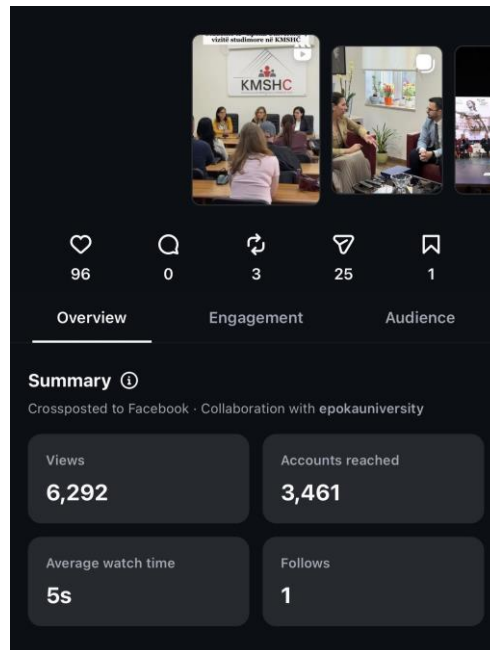 vizitë studimore në KMSHC
KMSHC
96 0 3 25 1
Overview Engagement Audience
Summary
Crossposted to Facebook · Collaboration with epokauniversity
Views Accounts reached
6,292 3,461
Average watch time Follows
5s 1